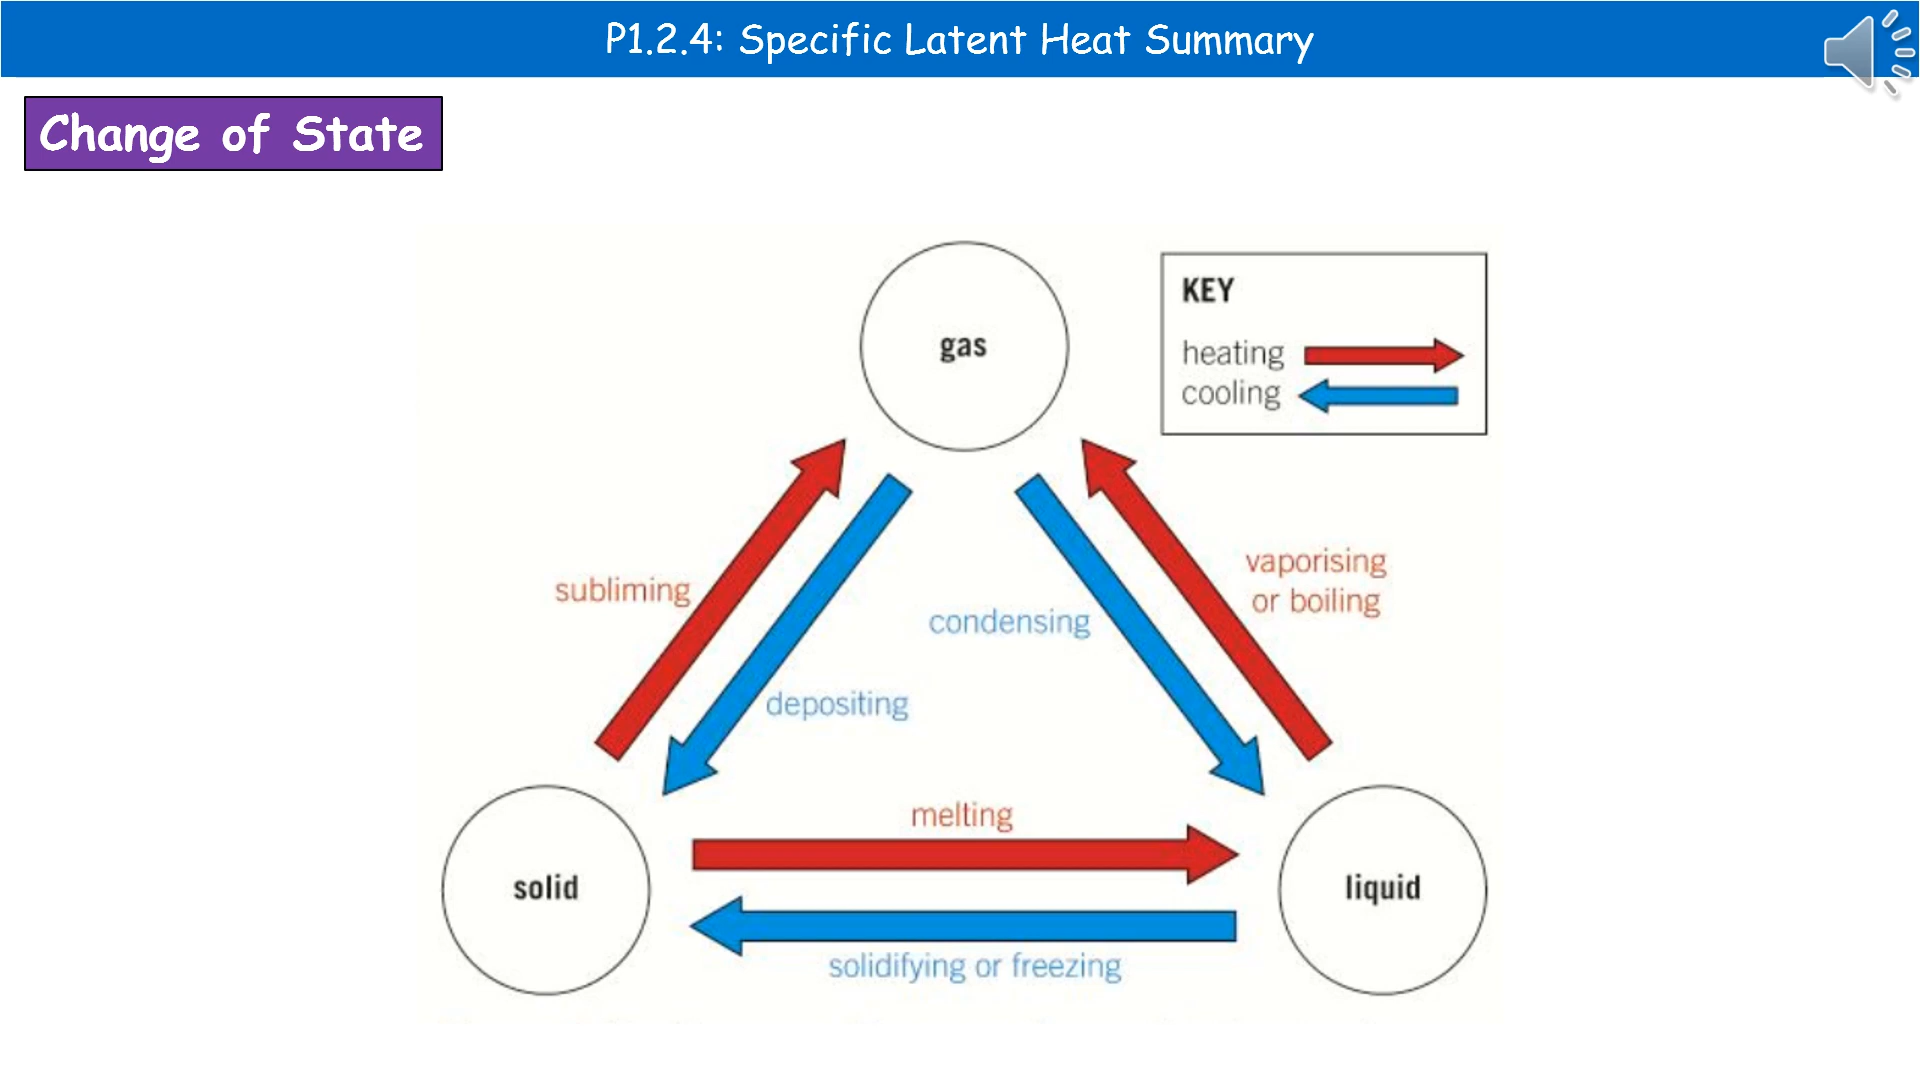 P1.2.4: Specific Latent Heat Summary
Change of State
gas
KEY
heating
cooling
subliming
vaporising
or boiling
condensing
depositing
melting
solid
liquid
solidifying or freezing